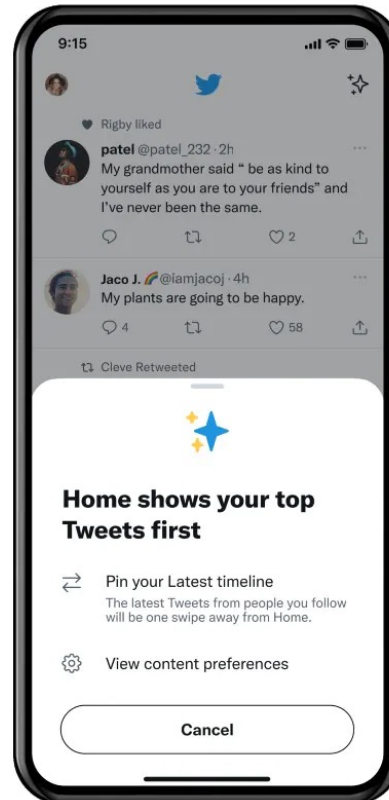 9:15
Rigby liked
patel @patel_232 · 2h
My grandmother said “ be as kind to
yourself as you are to your friends” and
I’ve never been the same.
2
Jaco J. 🌈 @iamjacoj · 4h
My plants are going to be happy.
4 58
Cleve Retweeted
Home shows your top
Tweets first
Pin your Latest timeline
The latest Tweets from people you follow
will be one swipe away from Home.
View content preferences
Cancel